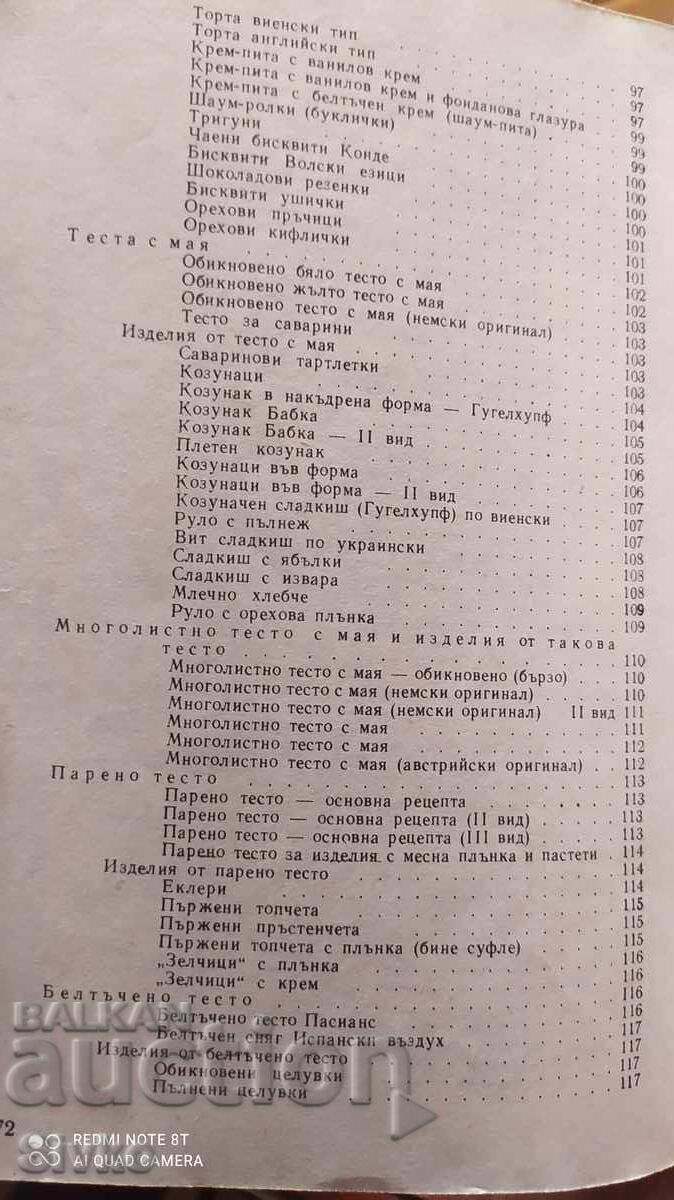 Торта виенски тип . . . 97
Торта английски тип . . . 97
Крем-пита с ванилов крем . . . 97
Крем-пита с ванилов крем и фонданова глазура . . . 99
Крем-пита с белтъчен крем (шаум-пита) . . . 99
Шаум-ролки (буклички) . . . 99
Тригуни . . . 100
Чаени бисквити Конде . . . 100
Бисквити Волски езици . . . 100
Шоколадови резенки . . . 100
Бисквити ушички . . . 101
Орехови пръчици . . . 101
Орехови кифлички . . . 101
Теста с мая . . . 102
Обикновено бяло тесто с мая . . . 102
Обикновено жълто тесто с мая . . . 103
Обикновено тесто с мая (немски оригинал) . . . 103
Тесто за саварини . . . 103
Изделия от тесто с мая . . . 103
Саваринови тартлетки . . . 103
Козунаци . . . 104
Козунак в накъдрена форма — Гугелхупф . . . 104
Козунак Бабка . . . 105
Козунак Бабка — II вид . . . 105
Плетен козунак . . . 106
Козунаци във форма . . . 106
Козунаци във форма — II вид . . . 107
Козуначен сладкиш (Гугелхупф) по виенски . . . 107
Руло с пълнеж . . . 107
Вит сладкиш по украински . . . 108
Сладкиш с ябълки . . . 108
Сладкиш с извара . . . 108
Млечно хлебче . . . 109
Руло с орехова плънка . . . 109
Многолистно тесто с мая и изделия от такова
тесто . . . 110
Многолистно тесто с мая — обикновено (бързо) . . . 110
Многолистно тесто с мая (немски оригинал) . . . 110
Многолистно тесто с мая (немски оригинал) II вид 111
Многолистно тесто с мая . . . 111
Многолистно тесто с мая . . . 112
Многолистно тесто с мая (австрийски оригинал) . . 112
Парено тесто . . . 113
Парено тесто — основна рецепта . . . 113
Парено тесто — основна рецепта (II вид) . . . 113
Парено тесто — основна рецепта (III вид) . . . 113
Парено тесто за изделия с месна плънка и пастети . 114
Изделия от парено тесто . . . 114
Еклери . . . 114
Пържени топчета . . . 115
Пържени пръстенчета . . . 115
Пържени топчета с плънка (бине суфле) . . . 115
„Зелчици“ с плънка . . . 116
„Зелчици“ с крем . . . 116
Белтъчено тесто . . . 116
Белтъчено тесто Пасианс . . . 116
Белтъчен сняг Испански въздух . . . 117
Изделия от белтъчено тесто . . . 117
Обикновени целувки . . . 117
Пълнени целувки . . . 117
72
BALKAN
auction
REDMI NOTE 8T
AI QUAD CAMERA